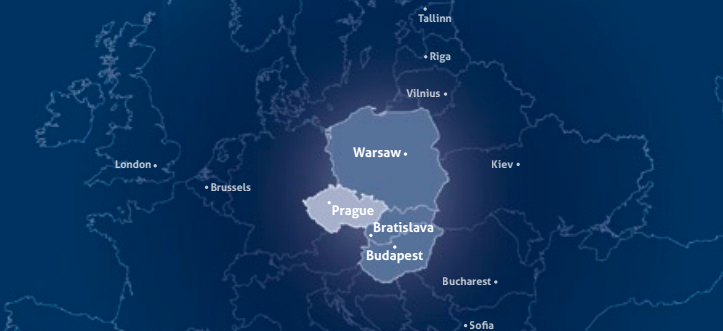 Tallinn
Riga
Vilnius
Warsaw
London
Kiev
Brussels
Prague
Bratislava
Budapest
Bucharest
Sofia